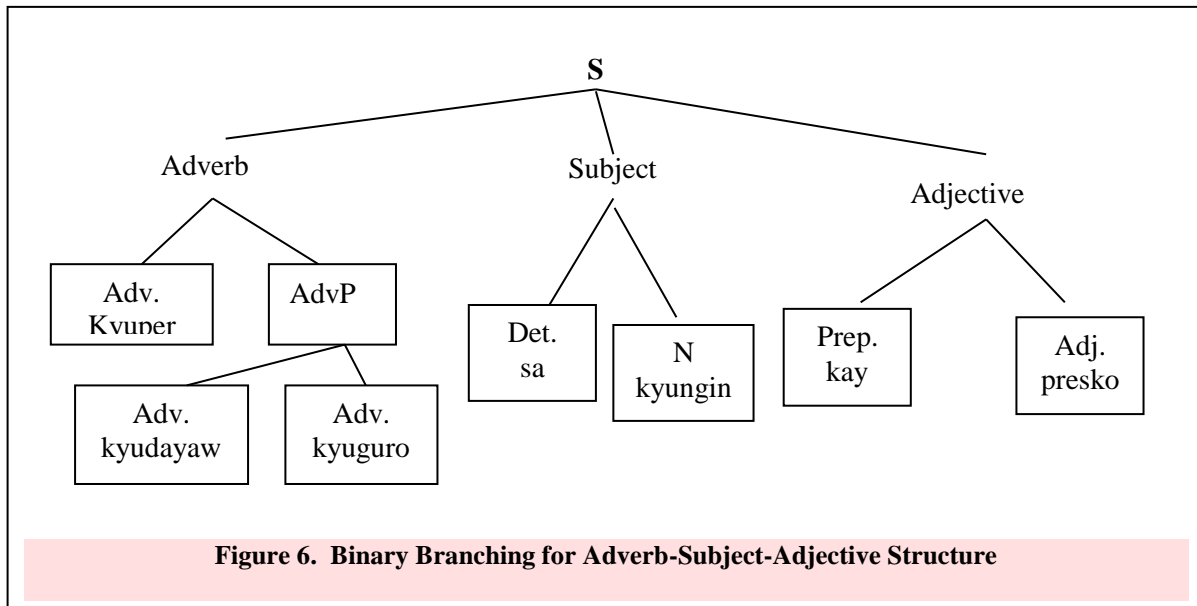 S
Adverb
Subject
Adjective
Adv.
Kyuper
AdvP
Det.
sa
N
kyungin
Prep.
kay
Adj.
presko
Adv.
kyudayaw
Adv.
kyuguro
Figure 6. Binary Branching for Adverb-Subject-Adjective Structure